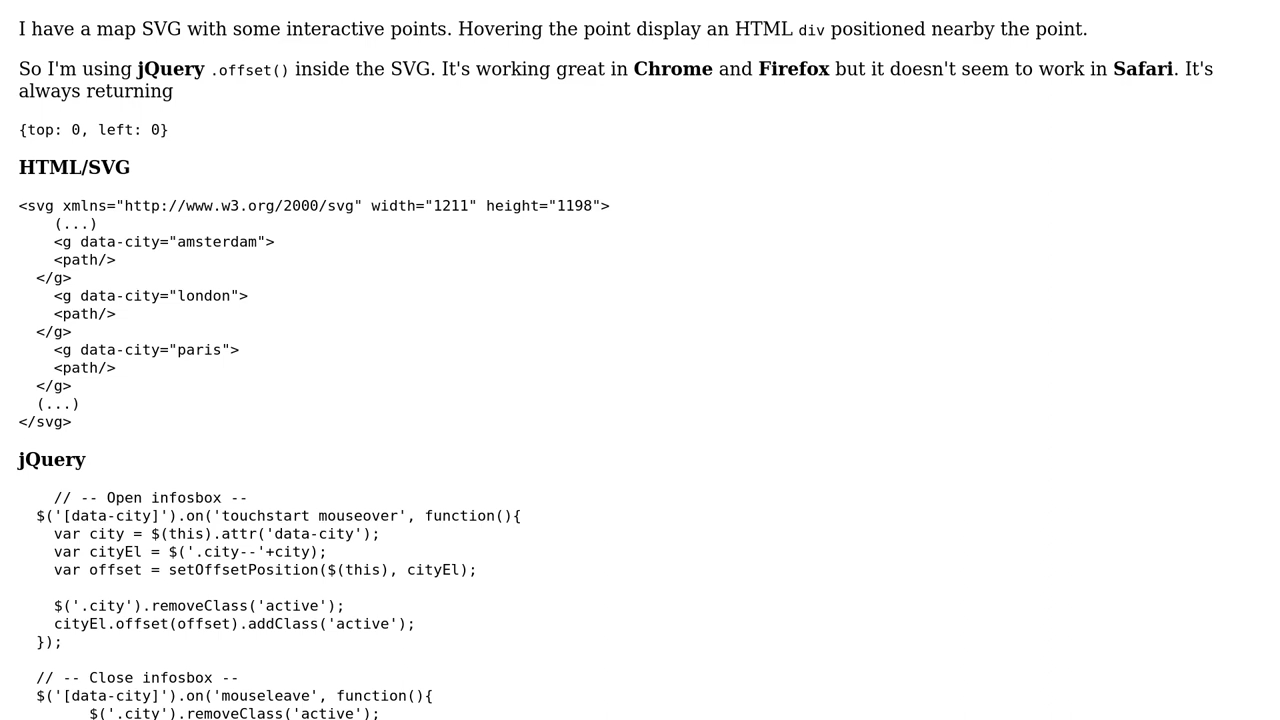 I have a map SVG with some interactive points. Hovering the point display an HTML div positioned nearby the point.
So I'm using jQuery .offset() inside the SVG. It's working great in Chrome and Firefox but it doesn't seem to work in Safari. It's
always returning
{top: 0, left: 0}
HTML/SVG
<svg xmlns="http://www.w3.org/2000/svg" width="1211" height="1198">
    (...)
    <g data-city="amsterdam">
    <path/>
  </g>
    <g data-city="london">
    <path/>
  </g>
    <g data-city="paris">
    <path/>
  </g>
  (...)
</svg>
jQuery
    // -- Open infosbox --
  $('[data-city]').on('touchstart mouseover', function(){
    var city = $(this).attr('data-city');
    var cityEl = $('.city--'+city);
    var offset = setOffsetPosition($(this), cityEl);

    $('.city').removeClass('active');
    cityEl.offset(offset).addClass('active');
  });

  // -- Close infosbox --
  $('[data-city]').on('mouseleave', function(){
        $('.city').removeClass('active');